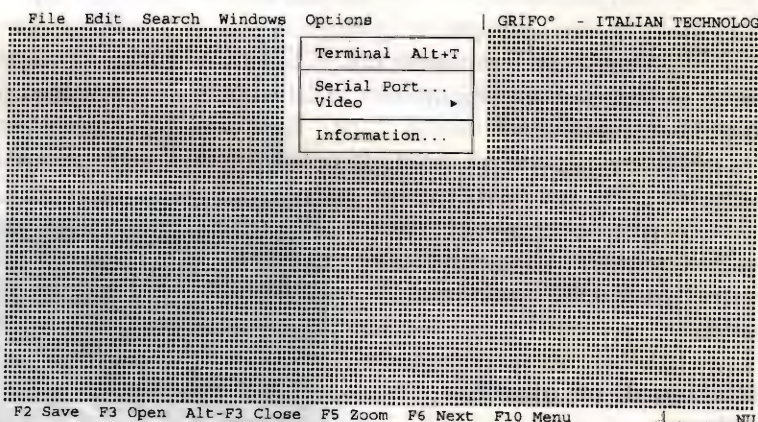 File Edit Search Windows Options | GRIFO° - ITALIAN TECHNOLOG
Terminal Alt+T
Serial Port...
Video ►
Information...
F2 Save F3 Open Alt-F3 Close F5 Zoom F6 Next F10 Menu NU